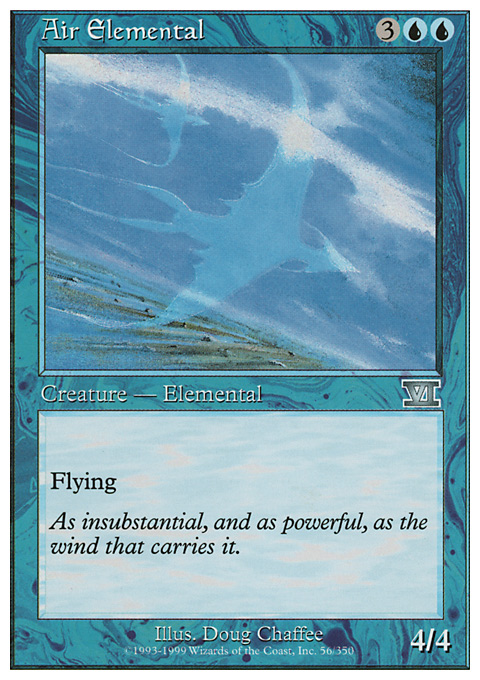 Air Elemental 3
Creature — Elemental
VI
Flying
As insubstantial, and as powerful, as the
wind that carries it.
Illus. Doug Chaffee
©1993-1999 Wizards of the Coast, Inc. 56/350
4/4